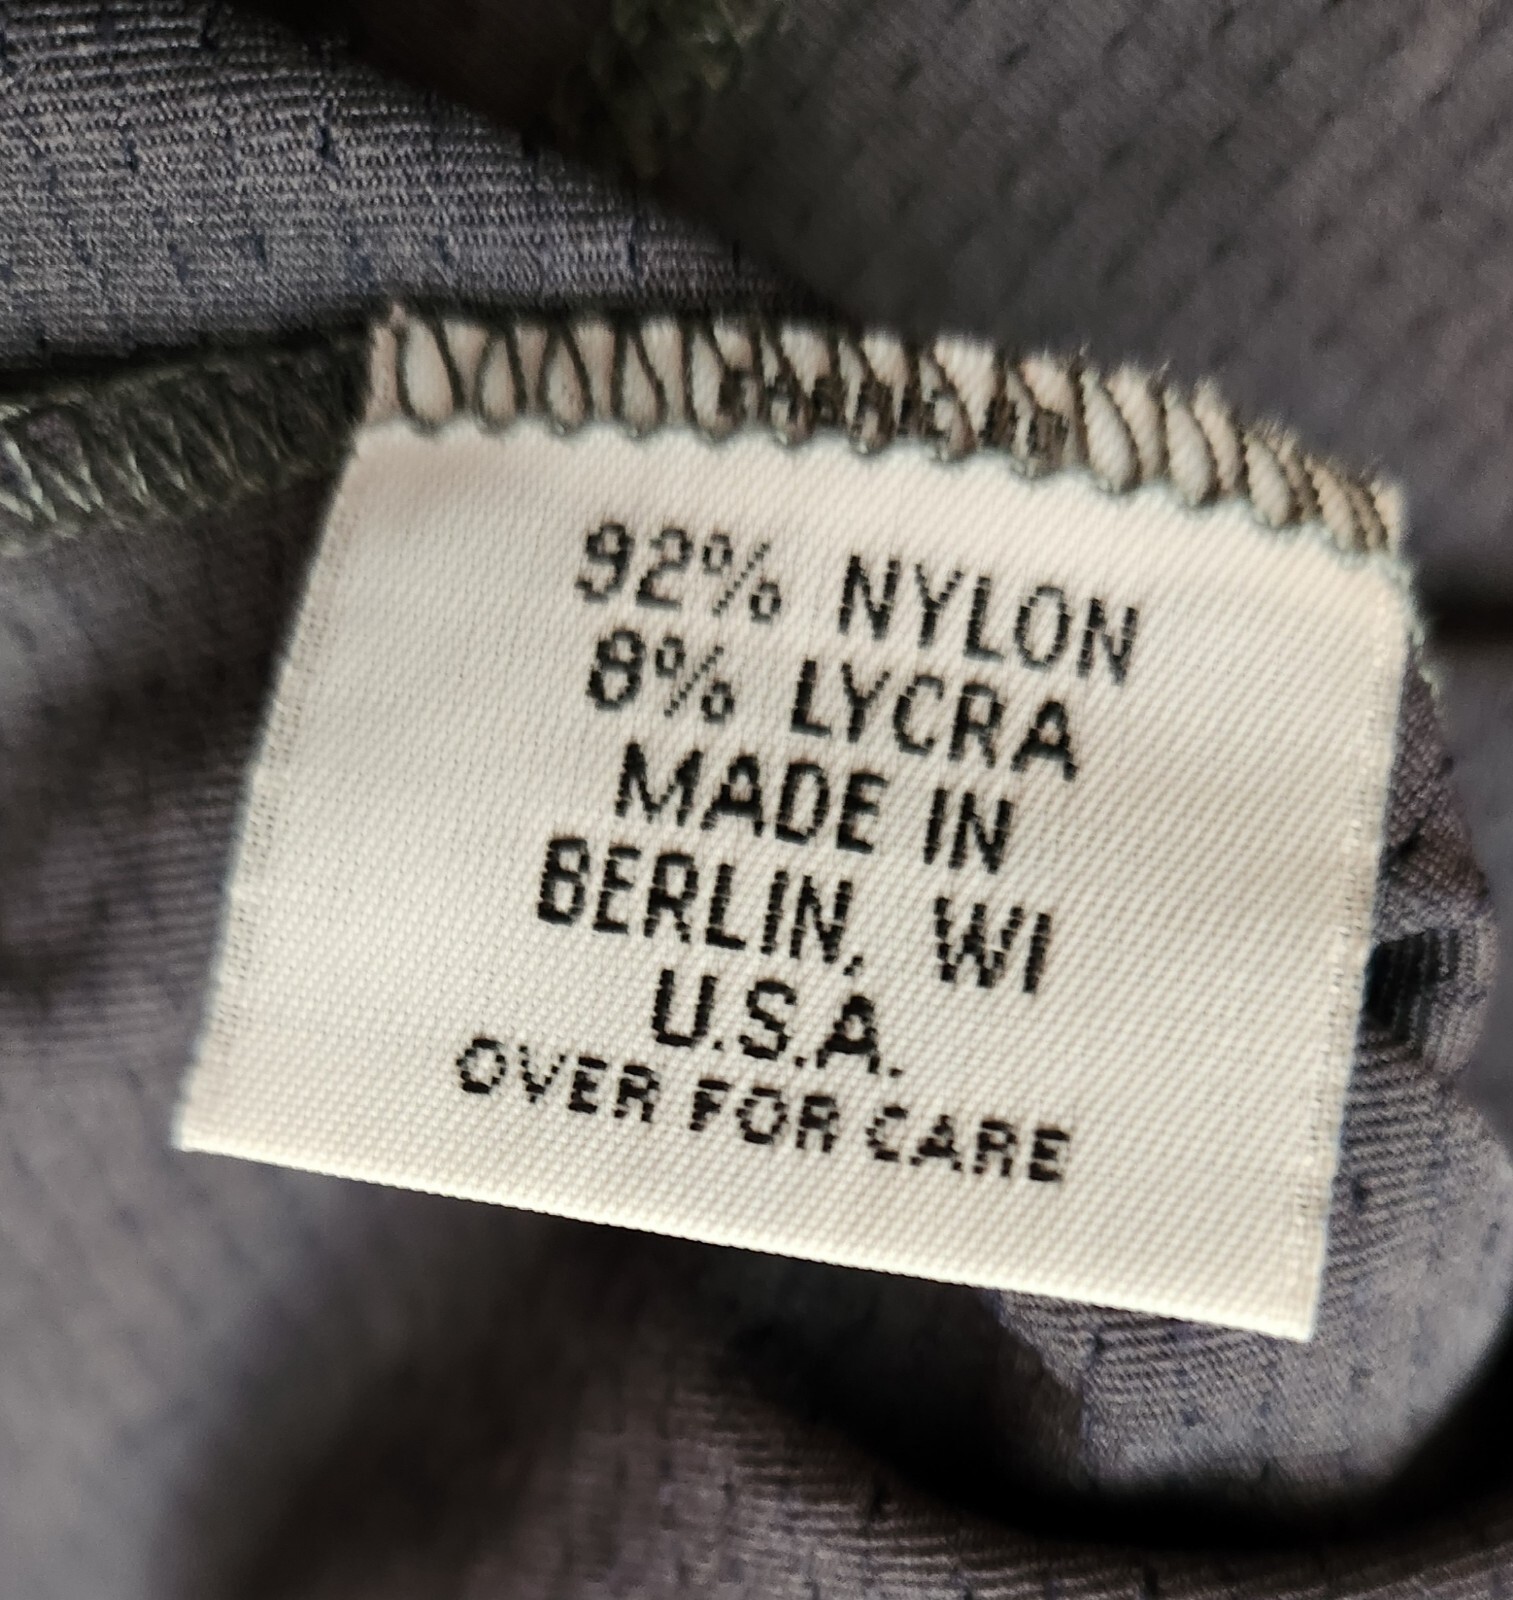 92% NYLON
8% LYCRA
MADE IN
BERLIN, WI
U.S.A.
OVER FOR CARE